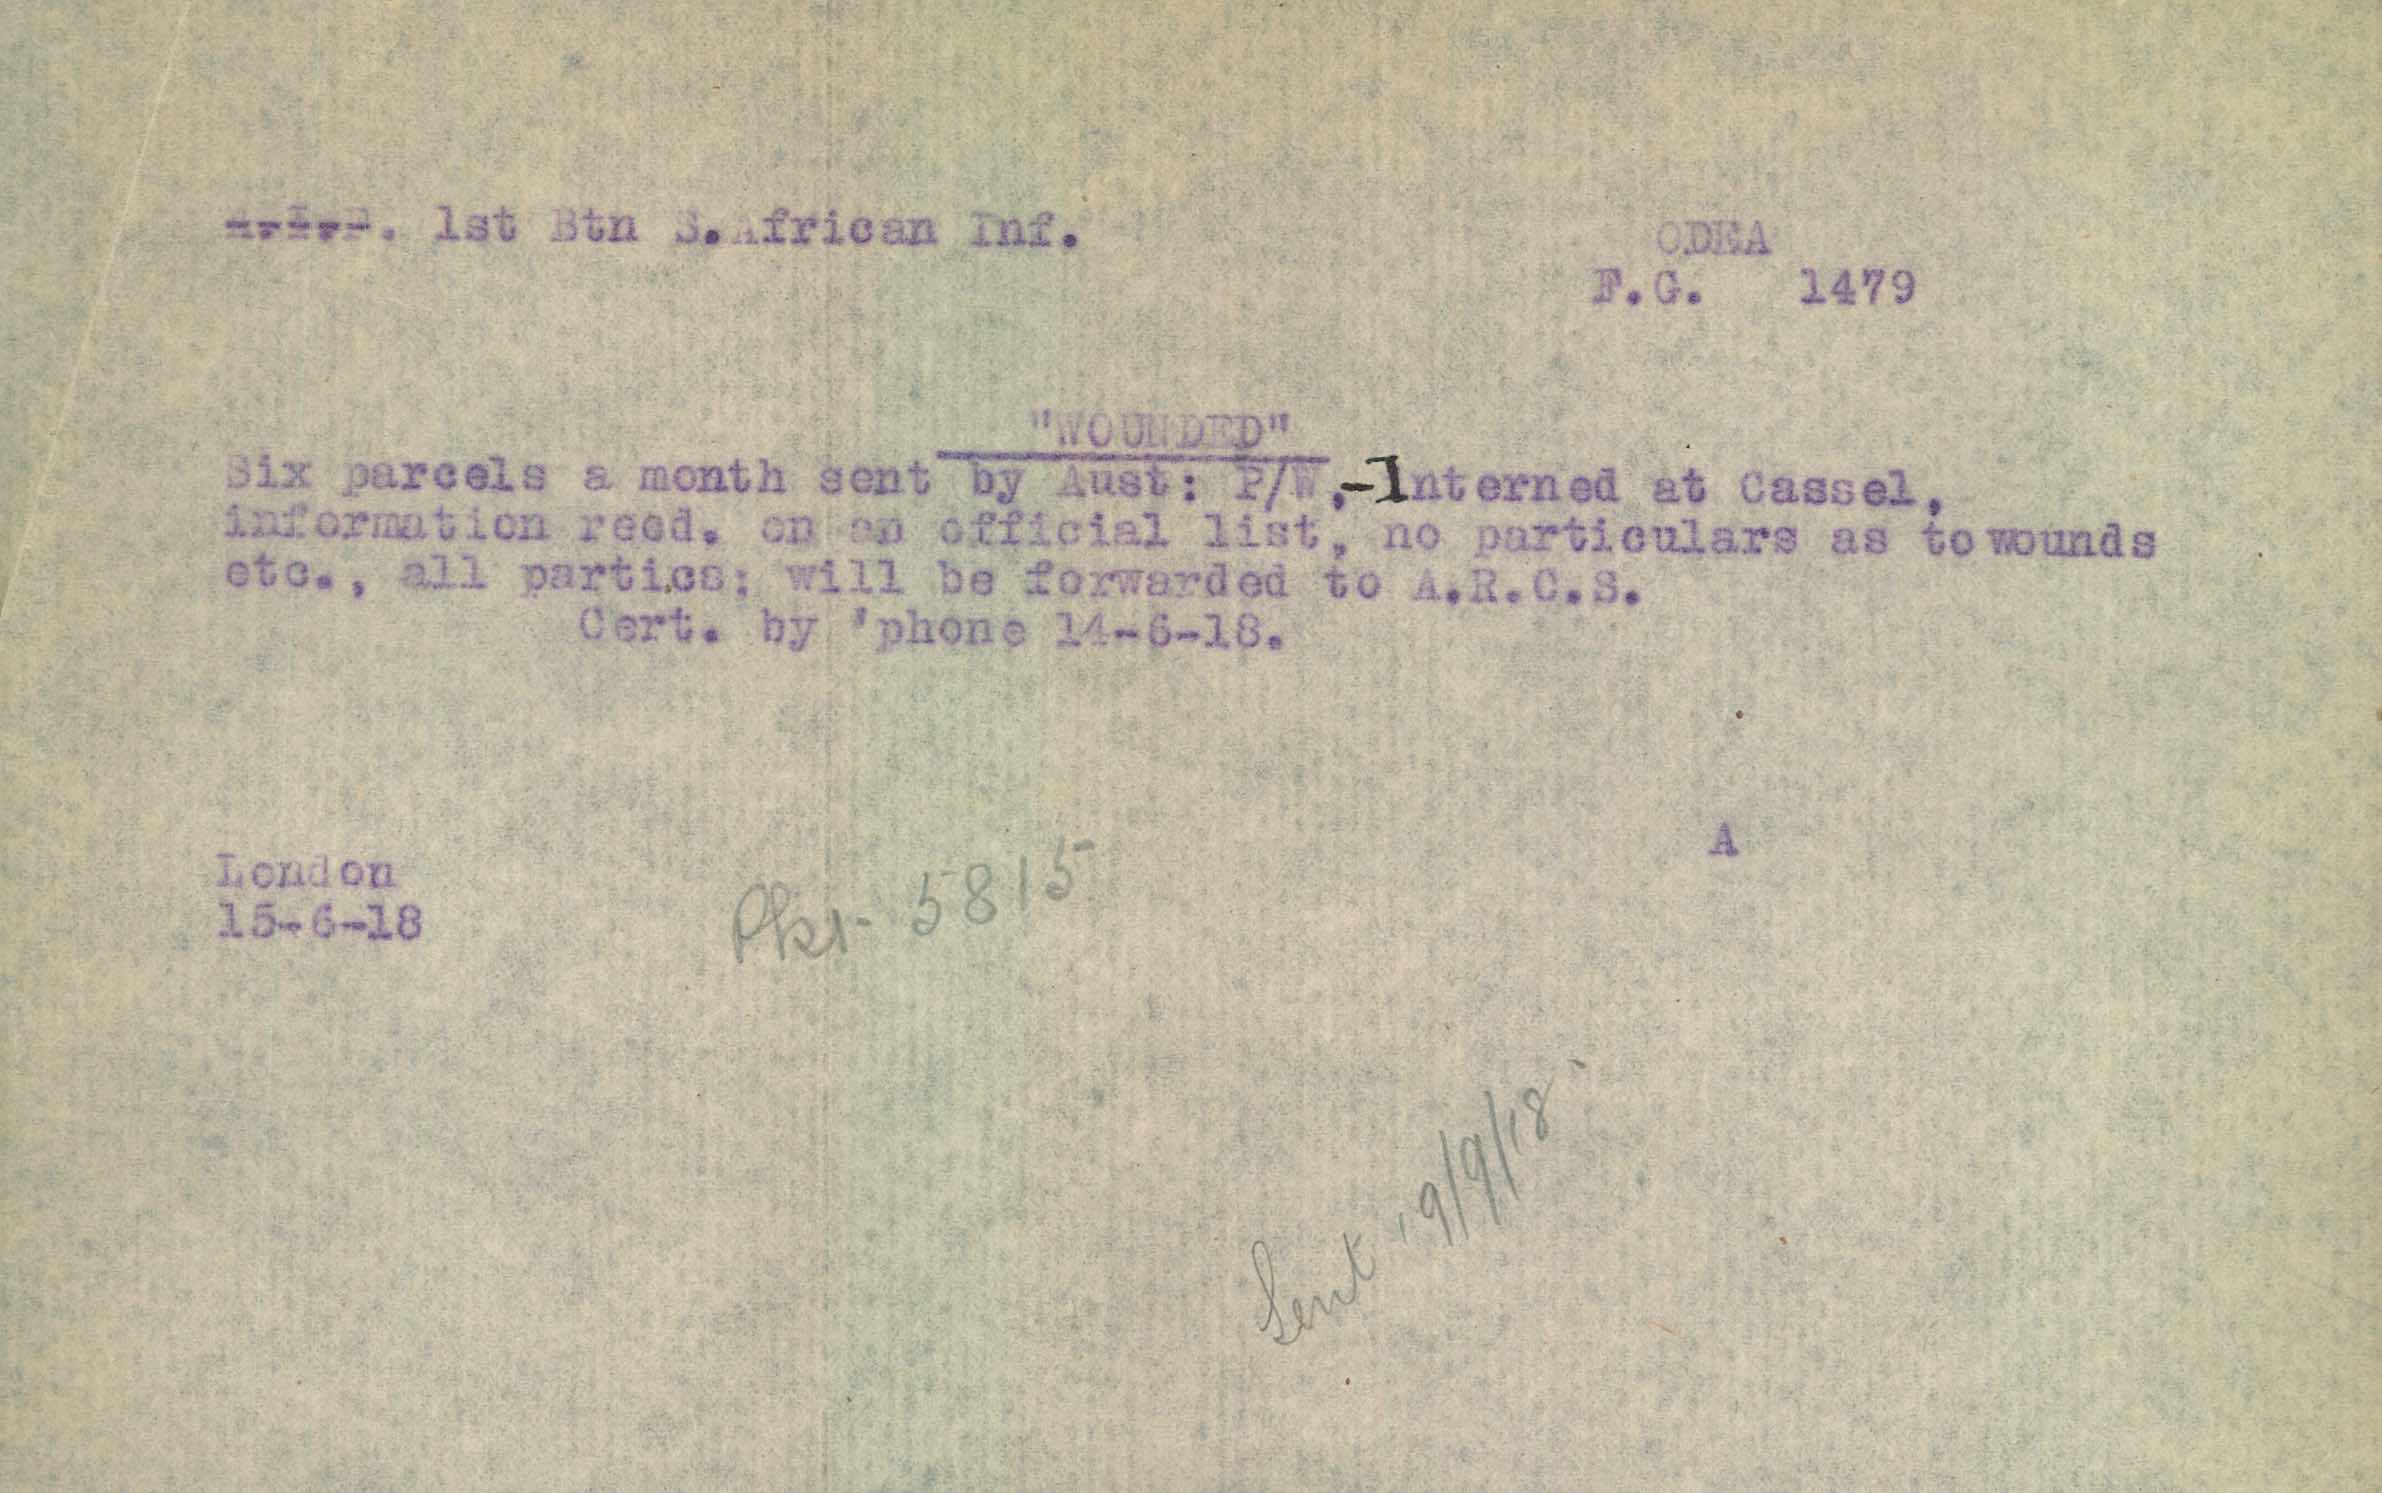 A.I.F. 1st Btn S.African Inf.
ODEA
F.G. 1479
"WOUNDED"
Six parcels a month sent by Aust: P/W,-Interned at Cassel,
information recd. on an official list, no particulars as to wounds
etc., all partics: will be forwarded to A.R.C.S.
Cert. by 'phone 14-6-18.
A
London
15-6-18
Pkt- 5815
Sent 9/9/18